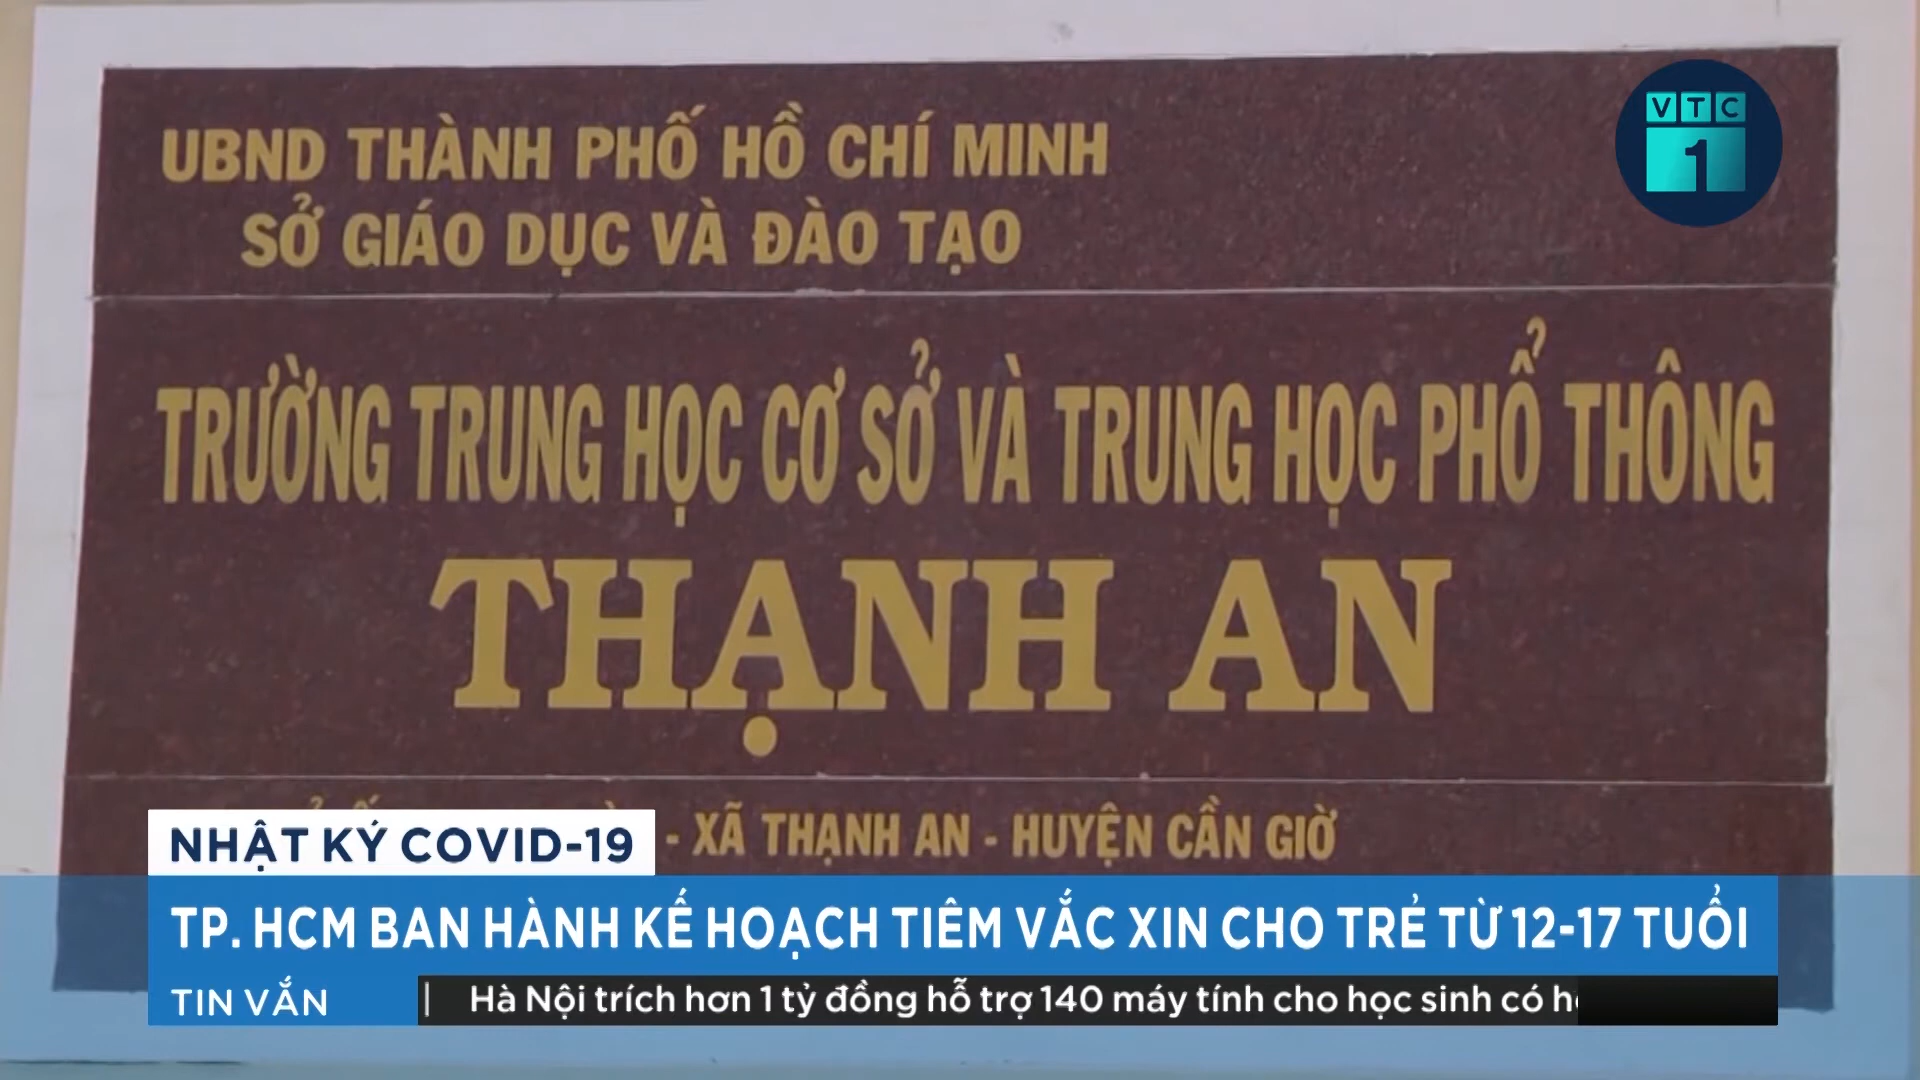 VTC
1
UBND THÀNH PHỐ HỒ CHÍ MINH
SỞ GIÁO DỤC VÀ ĐÀO TẠO
TRƯỜNG TRUNG HỌC CƠ SỞ VÀ TRUNG HỌC PHỔ THÔNG
THẠNH AN
- XÃ THẠNH AN - HUYỆN CẦN GIỜ
NHẬT KÝ COVID-19
TP. HCM BAN HÀNH KẾ HOẠCH TIÊM VẮC XIN CHO TRẺ TỪ 12-17 TUỔI
TIN VẮN | Hà Nội trích hơn 1 tỷ đồng hỗ trợ 140 máy tính cho học sinh có